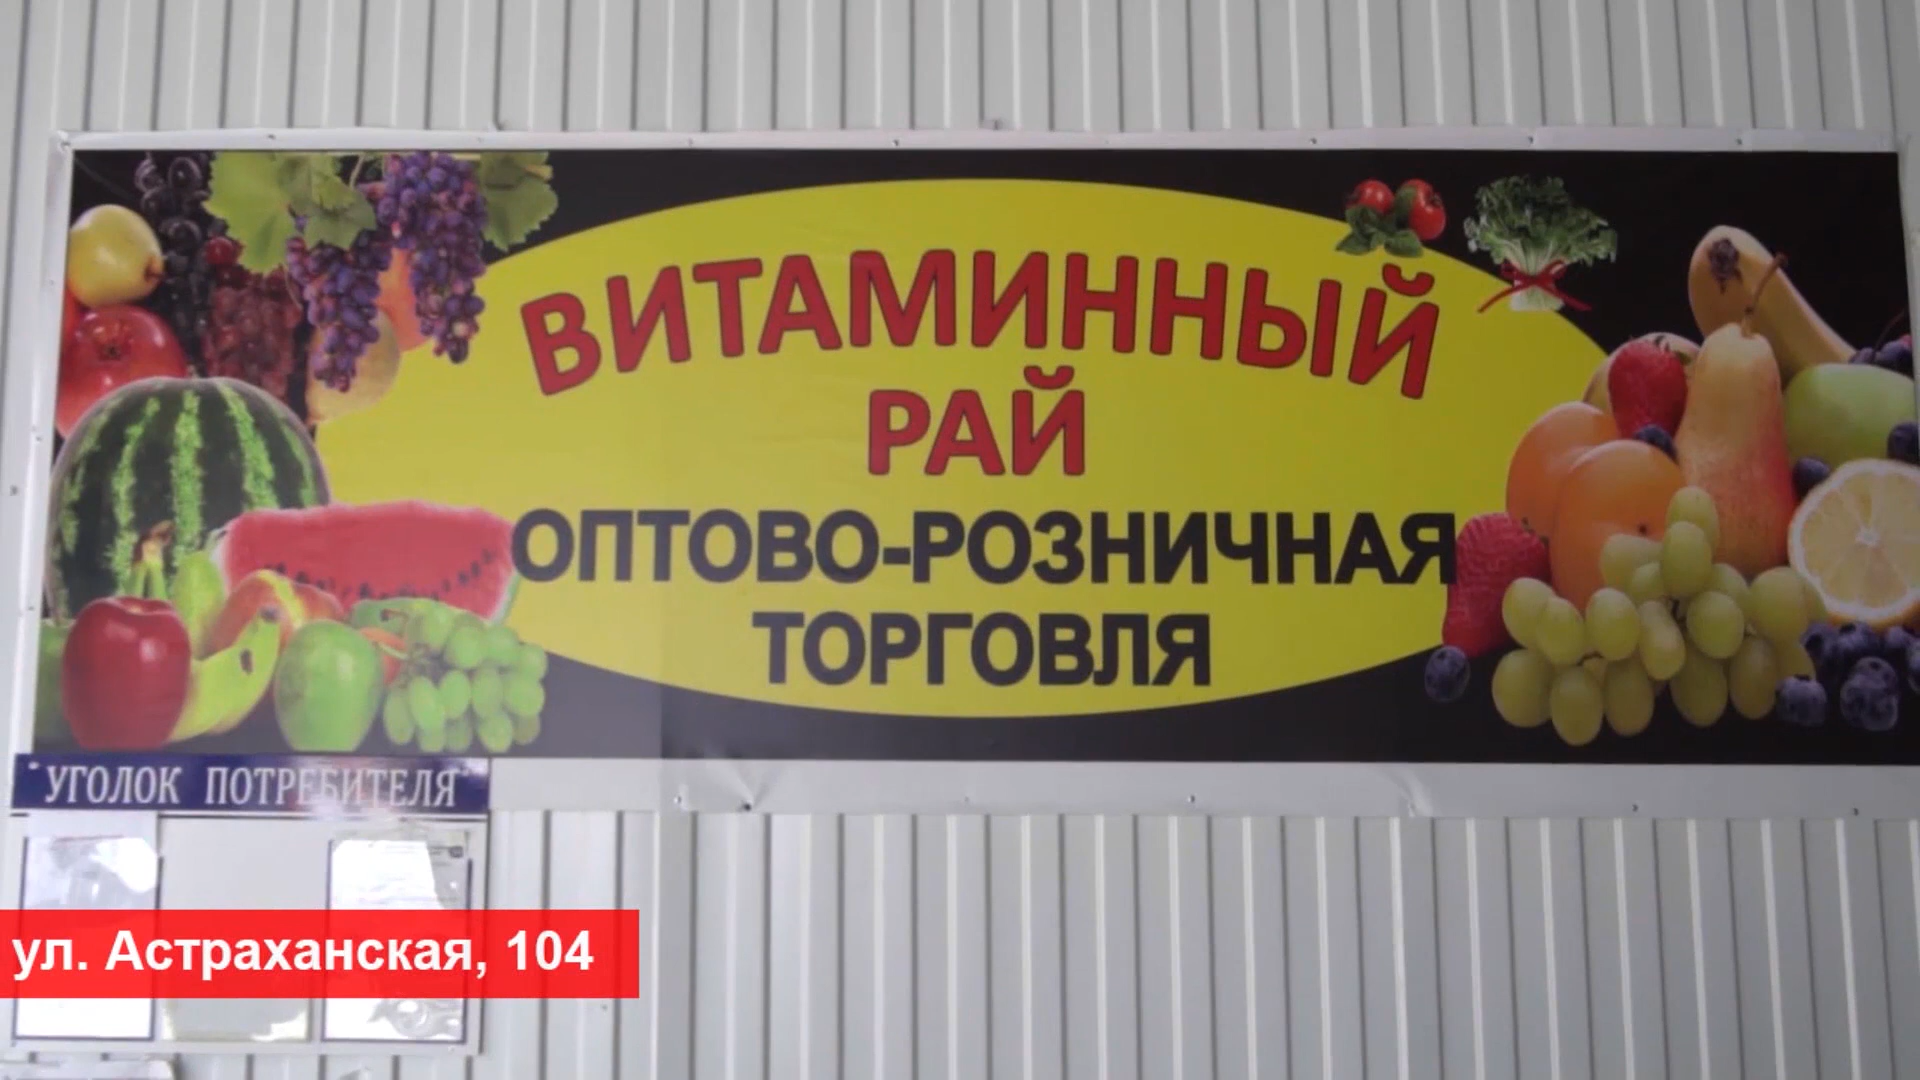 ВИТАМИННЫЙ
РАЙ
ОПТОВО-РОЗНИЧНАЯ
ТОРГОВЛЯ
"УГОЛОК ПОТРЕБИТЕЛЯ"
ул. Астраханская, 104